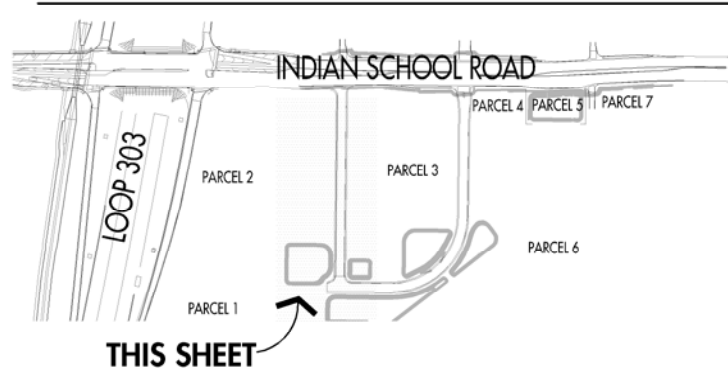 INDIAN SCHOOL ROAD
PARCEL 4
PARCEL 5
PARCEL 7
LOOP 303
PARCEL 2
PARCEL 3
PARCEL 6
PARCEL 1
THIS SHEET